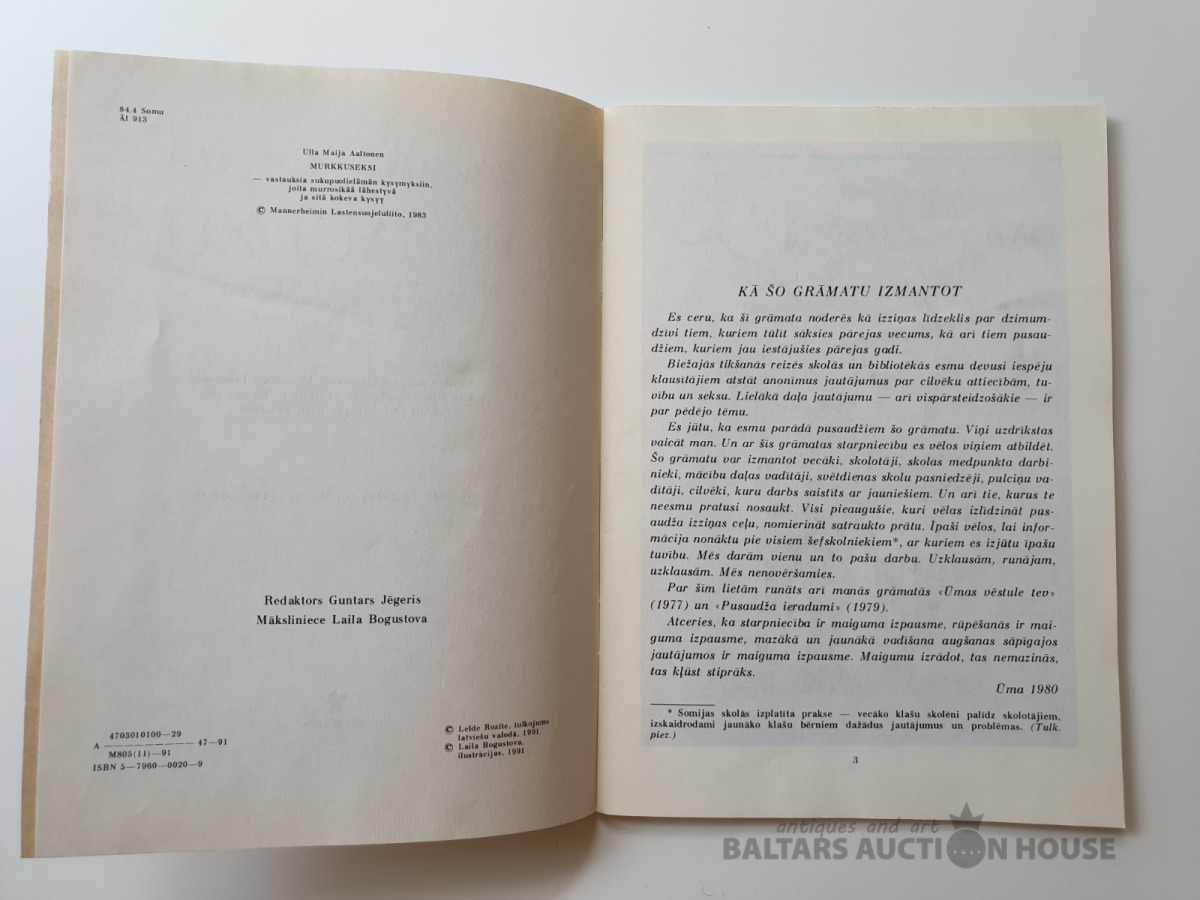 84.4 Somu
Āl 913
Ulla Maija Aaltonen
MURKKUSEKSI
— vastauksia sukupuolielämän kysymyksiin,
joita murrosikää lähestyvä
ja sitä kokeva kysyy
© Mannerheimin Lastensuojeluliito, 1983
Redaktors Guntars Jēgeris
Māksliniece Laila Bogustova
4703010100—29
A ——————— 47—91
M805(11)—91
ISBN 5—7960—0020—9
© Lelde Rozīte, tulkojums
latviešu valodā, 1991
© Laila Bogustova,
ilustrācijas, 1991
KĀ ŠO GRĀMATU IZMANTOT
Es ceru, ka šī grāmata noderēs kā izziņas līdzeklis par dzimum-
dzīvi tiem, kuriem tūlīt sāksies pārejas vecums, kā arī tiem pusau-
džiem, kuriem jau iestājušies pārejas gadi.
Biežajās tikšanās reizēs skolās un bibliotēkās esmu devusi iespēju
klausītājiem atstāt anonīmus jautājumus par cilvēku attiecībām, tu-
vību un seksu. Lielākā daļa jautājumu — arī vispārsteidzošākie — ir
par pēdējo tēmu.
Es jūtu, ka esmu parādā pusaudžiem šo grāmatu. Viņi uzdrīkstas
vaicāt man. Un ar šīs grāmatas starpniecību es vēlos viņiem atbildēt.
Šo grāmatu var izmantot vecāki, skolotāji, skolas medpunkta darbi-
nieki, mācību daļas vadītāji, svētdienas skolu pasniedzēji, pulciņu va-
dītāji, cilvēki, kuru darbs saistīts ar jauniešiem. Un arī tie, kurus te
neesmu pratusi nosaukt. Visi pieaugušie, kuri vēlas izlīdzināt pus-
audža izziņas ceļu, nomierināt satraukto prātu. Īpaši vēlos, lai infor-
mācija nonāktu pie visiem šefskolniekiem*, ar kuriem es izjūtu īpašu
tuvību. Mēs darām vienu un to pašu darbu. Uzklausām, runājam,
uzklausām. Mēs nenovēršamies.
Par šīm lietām runāts arī manās grāmatās «Ūmas vēstule tev»
(1977) un «Pusaudža ieradumi» (1979).
Atceries, ka starpniecība ir maiguma izpausme, rūpēšanās ir mai-
guma izpausme, mazākā un jaunākā vadīšana augšanas sāpīgajos
jautājumos ir maiguma izpausme. Maigumu izrādot, tas nemazinās,
tas kļūst stiprāks.
Ūma 1980
* Somijas skolās izplatīta prakse — vecāko klašu skolēni palīdz skolotājiem,
izskaidrodami jaunāko klašu bērniem dažādus jautājumus un problēmas. (Tulk.
piez.)
3
antiques and art
BALTARS AUCTION HOUSE